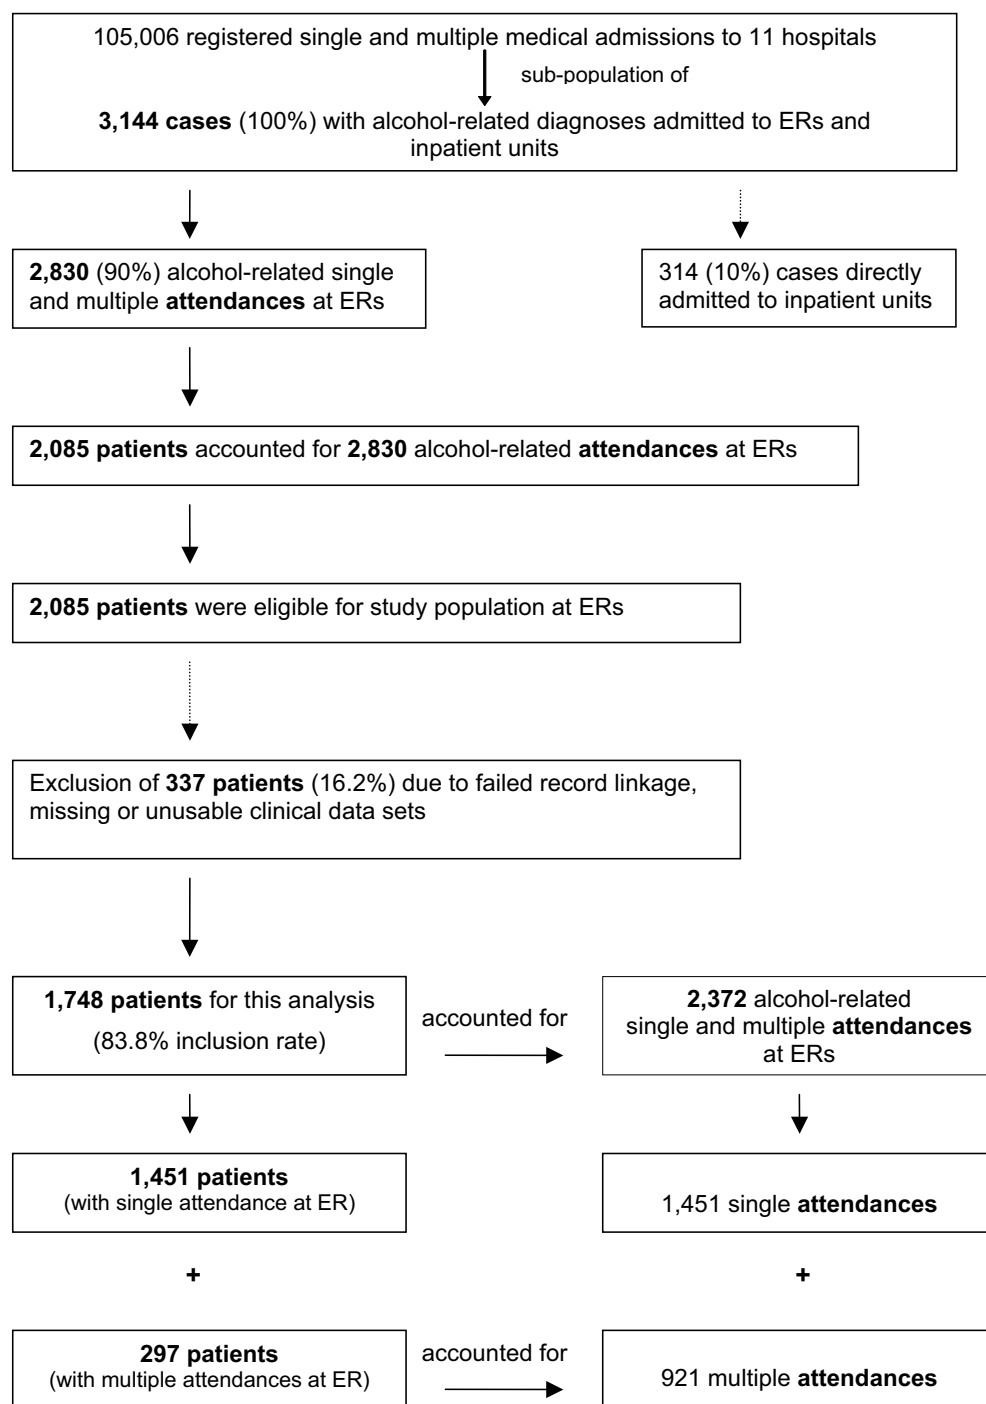 105,006 registered single and multiple medical admissions to 11 hospitals
sub-population of
3,144 cases (100%) with alcohol-related diagnoses admitted to ERs and
inpatient units
2,830 (90%) alcohol-related single
and multiple attendances at ERs
314 (10%) cases directly
admitted to inpatient units
2,085 patients accounted for 2,830 alcohol-related attendances at ERs
2,085 patients were eligible for study population at ERs
Exclusion of 337 patients (16.2%) due to failed record linkage,
missing or unusable clinical data sets
1,748 patients for this analysis
(83.8% inclusion rate)
accounted for
2,372 alcohol-related
single and multiple attendances
at ERs
1,451 patients
(with single attendance at ER)
1,451 single attendances
+
+
297 patients
(with multiple attendances at ER)
accounted for
921 multiple attendances